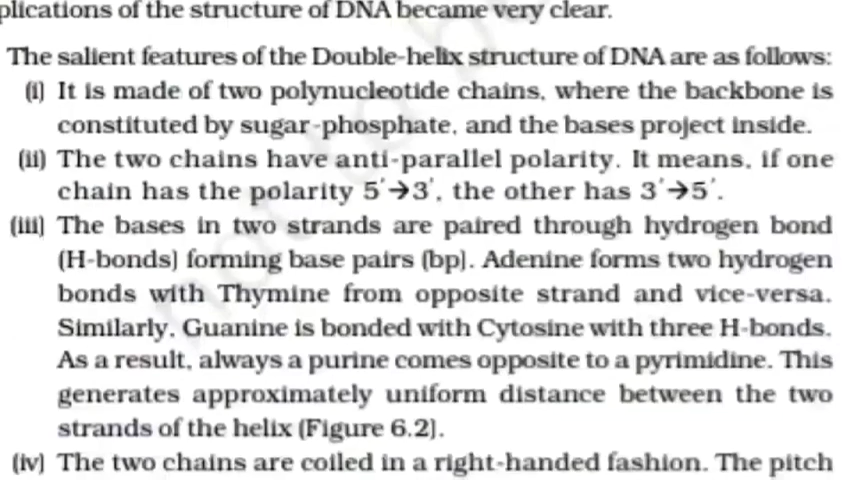 plications of the structure of DNA became very clear.
The salient features of the Double-helix structure of DNA are as follows:
(i) It is made of two polynucleotide chains, where the backbone is
constituted by sugar-phosphate, and the bases project inside.
(ii) The two chains have anti-parallel polarity. It means, if one
chain has the polarity 5'→3', the other has 3'→5'.
(iii) The bases in two strands are paired through hydrogen bond
(H-bonds) forming base pairs (bp). Adenine forms two hydrogen
bonds with Thymine from opposite strand and vice-versa.
Similarly, Guanine is bonded with Cytosine with three H-bonds.
As a result, always a purine comes opposite to a pyrimidine. This
generates approximately uniform distance between the two
strands of the helix (Figure 6.2).
(iv) The two chains are coiled in a right-handed fashion. The pitch